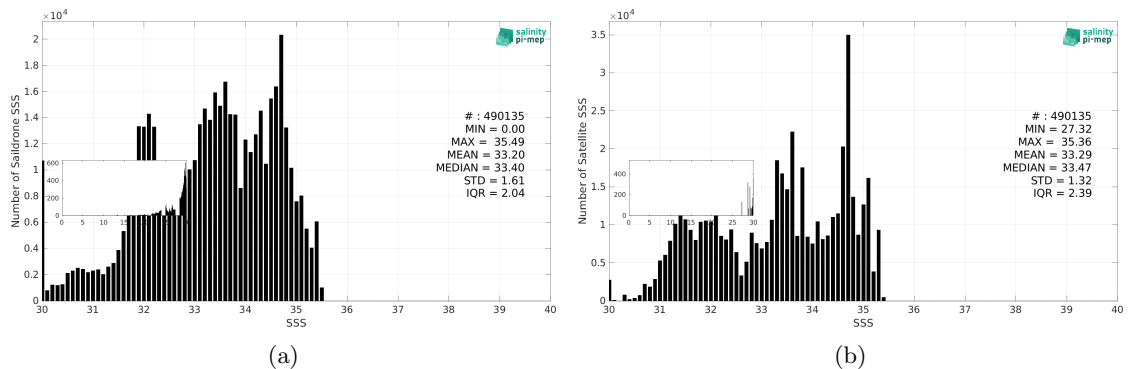 ×10⁴
Number of Saildrone SSS
2
1.8
1.6
1.4
1.2
1
0.8
0.6
0.4
0.2
0
30 31 32 33 34 35 36 37 38 39 40
SSS
600
400
200
0
0 5 10 15
salinity
pi-mep
# : 490135
MIN = 0.00
MAX = 35.49
MEAN = 33.20
MEDIAN = 33.40
STD = 1.61
IQR = 2.04
(a)
×10⁴
Number of Satellite SSS
3.5
3
2.5
2
1.5
1
0.5
0
30 31 32 33 34 35 36 37 38 39 40
SSS
400
200
0
0 5 10 15 20 25 30
salinity
pi-mep
# : 490135
MIN = 27.32
MAX = 35.36
MEAN = 33.29
MEDIAN = 33.47
STD = 1.32
IQR = 2.39
(b)